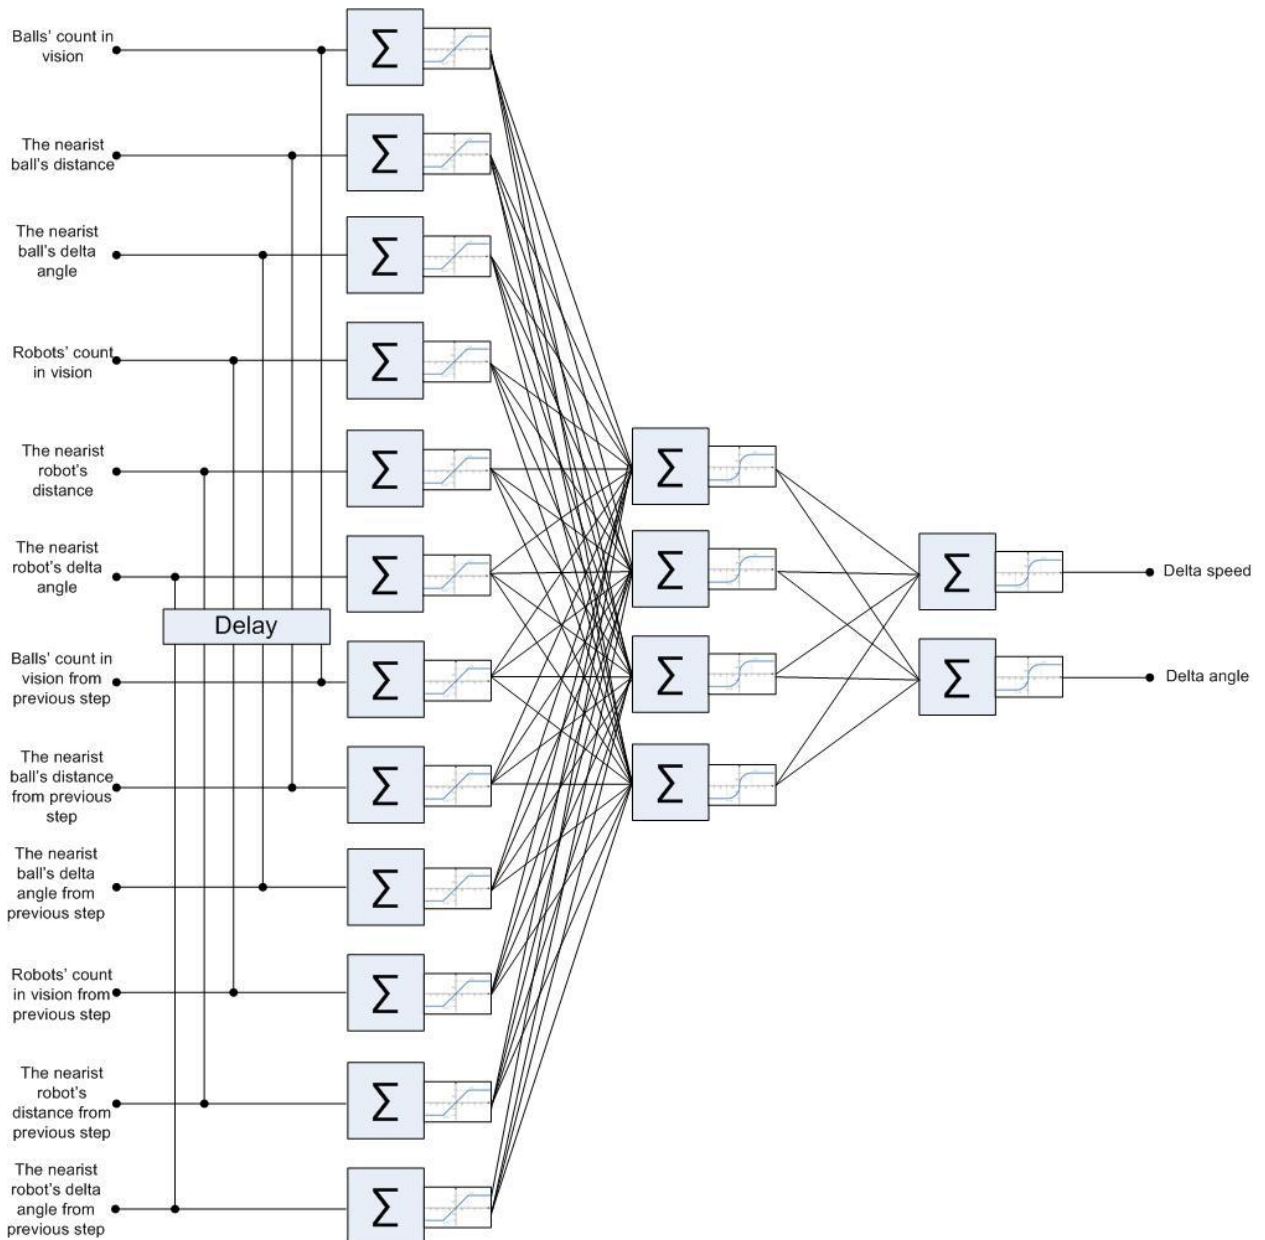 Balls' count in
vision
Σ
The nearist
ball's distance
Σ
The nearist
ball's delta
angle
Σ
Robots' count
in vision
Σ
The nearist
robot's
distance
Σ
Σ
The nearist
robot's delta
angle
Σ
Σ
Σ
Delta speed
Delay
Balls' count in
vision from
previous step
Σ
Σ
Σ
Delta angle
The nearist
ball's distance
from previous
step
Σ
Σ
The nearist
ball's delta
angle from
previous step
Σ
Robots' count
in vision from
previous step
Σ
The nearist
robot's
distance from
previous step
Σ
The nearist
robot's delta
angle from
previous step
Σ